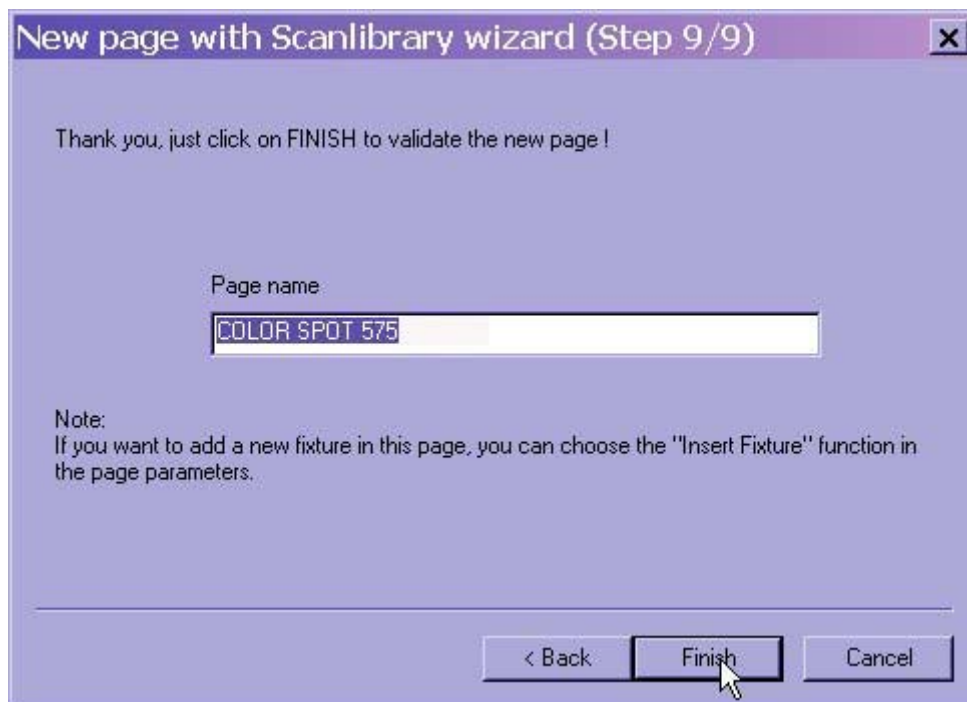 New page with Scanlibrary wizard (Step 9/9)
Thank you, just click on FINISH to validate the new page !
Page name
COLOR SPOT 575
Note:
If you want to add a new fixture in this page, you can choose the "Insert Fixture" function in
the page parameters.
< Back
Finish
Cancel